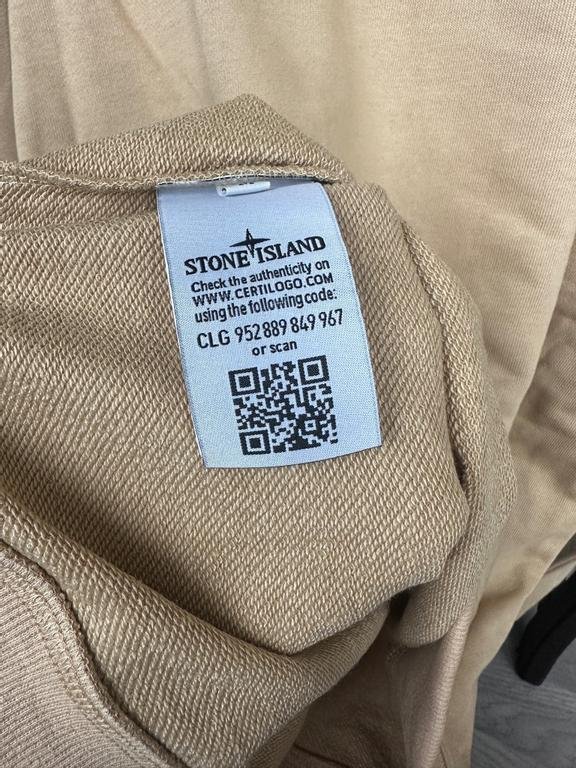 STONE ISLAND
Check the authenticity on
WWW.CERTILOGO.COM
using the following code:
CLG 952 889 849 967
or scan